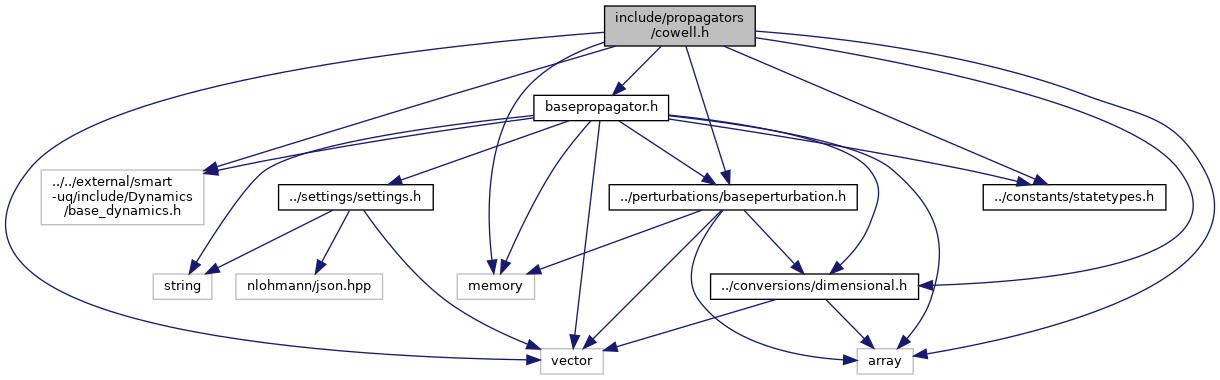 include/propagators
/cowell.h
basepropagator.h
../../external/smart
-uq/include/Dynamics
/base_dynamics.h
../settings/settings.h
../perturbations/baseperturbation.h
../constants/statetypes.h
string
nlohmann/json.hpp
memory
../conversions/dimensional.h
vector
array